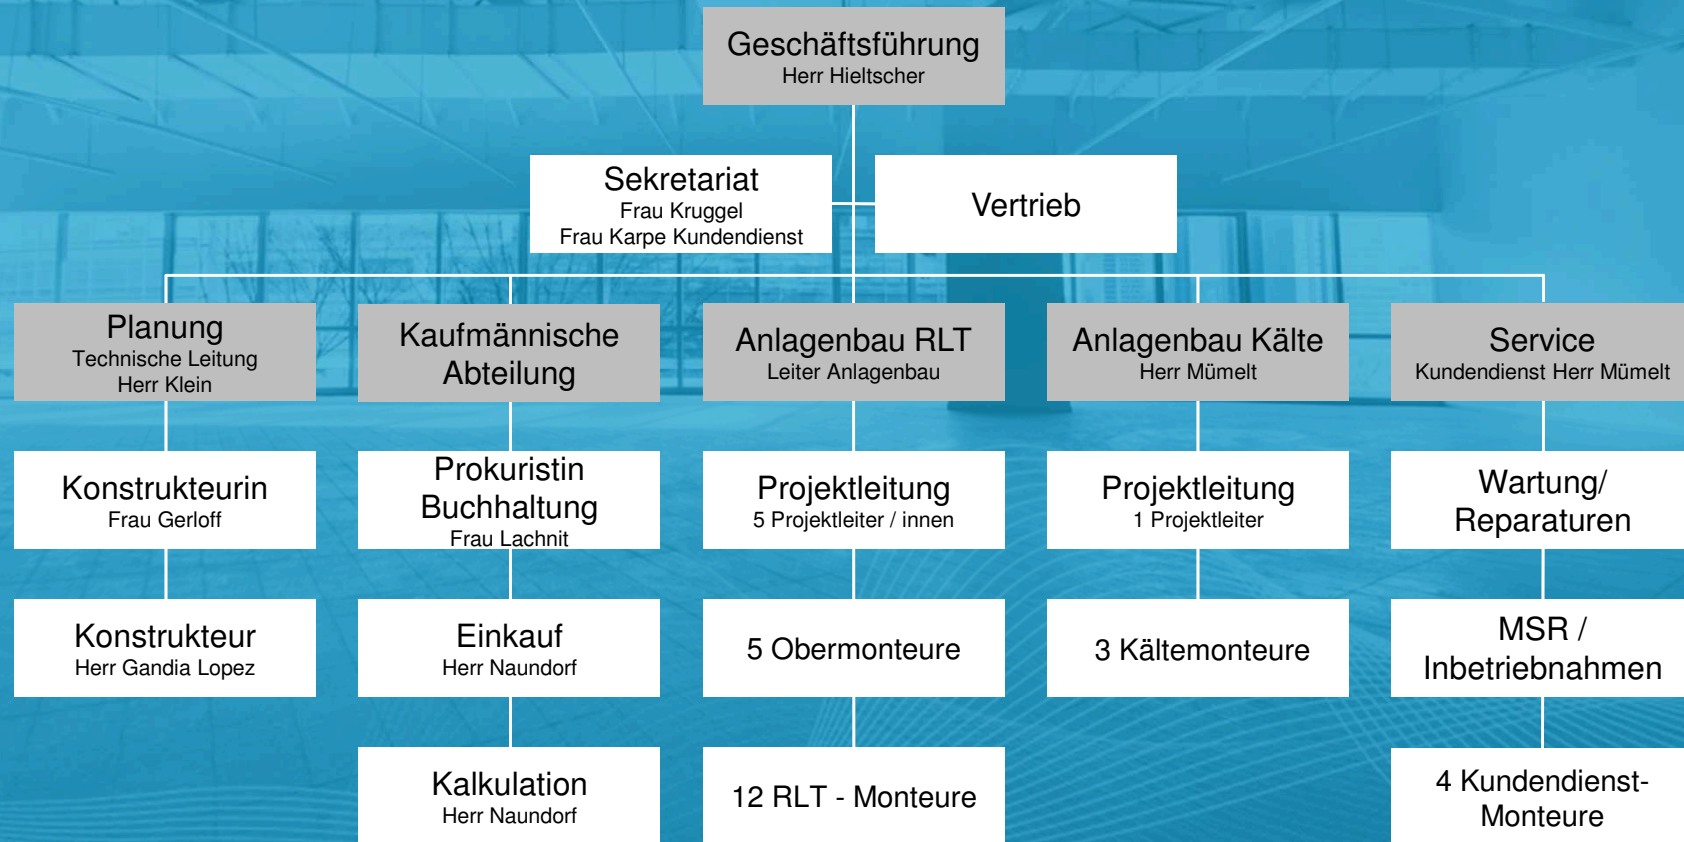 Geschäftsführung
Herr Hieltscher
Sekretariat
Frau Kruggel
Frau Karpe Kundendienst
Vertrieb
Planung
Technische Leitung
Herr Klein
Kaufmännische
Abteilung
Anlagenbau RLT
Leiter Anlagenbau
Anlagenbau Kälte
Herr Mümelt
Service
Kundendienst Herr Mümelt
Konstrukteurin
Frau Gerloff
Prokuristin
Buchhaltung
Frau Lachnit
Projektleitung
5 Projektleiter / innen
Projektleitung
1 Projektleiter
Wartung/
Reparaturen
Konstrukteur
Herr Gandia Lopez
Einkauf
Herr Naundorf
5 Obermonteure
3 Kältemonteure
MSR /
Inbetriebnahmen
Kalkulation
Herr Naundorf
12 RLT - Monteure
4 Kundendienst-
Monteure